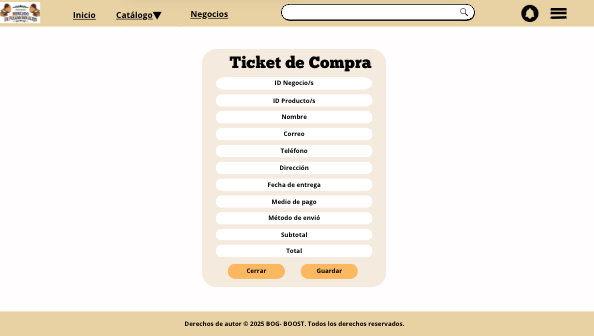 Inicio
Catálogo
Negocios
Ticket de Compra
ID Negocio/s
ID Producto/s
Nombre
Correo
Teléfono
Dirección
Fecha de entrega
Medio de pago
Método de envió
Subtotal
Total
Cerrar
Guardar
Derechos de autor © 2025 BOG- BOOST. Todos los derechos reservados.